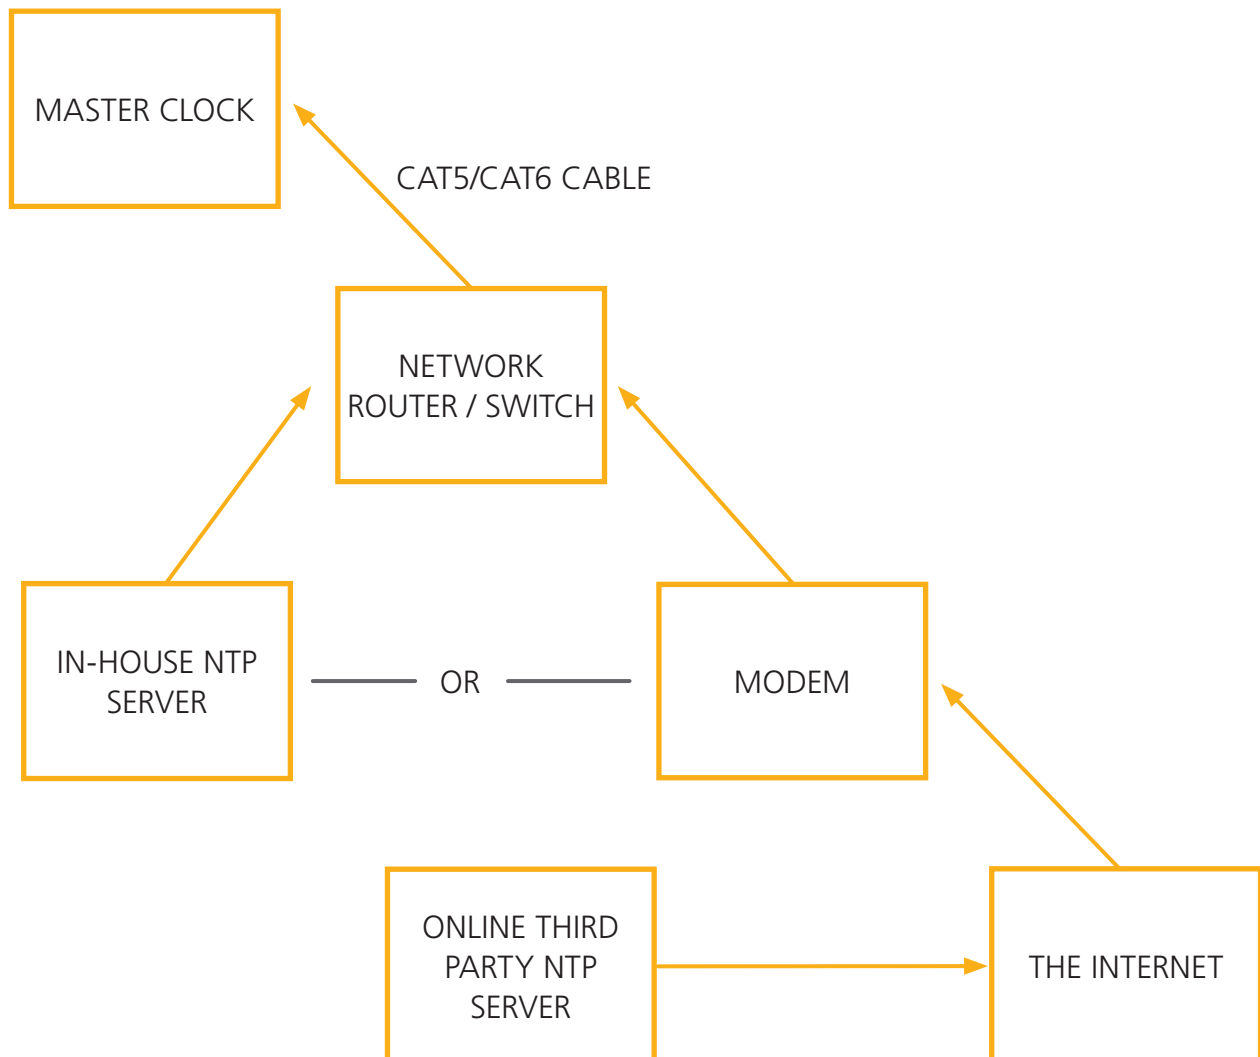 MASTER CLOCK
CAT5/CAT6 CABLE
NETWORK
ROUTER / SWITCH
IN-HOUSE NTP
SERVER
OR
MODEM
ONLINE THIRD
PARTY NTP
SERVER
THE INTERNET